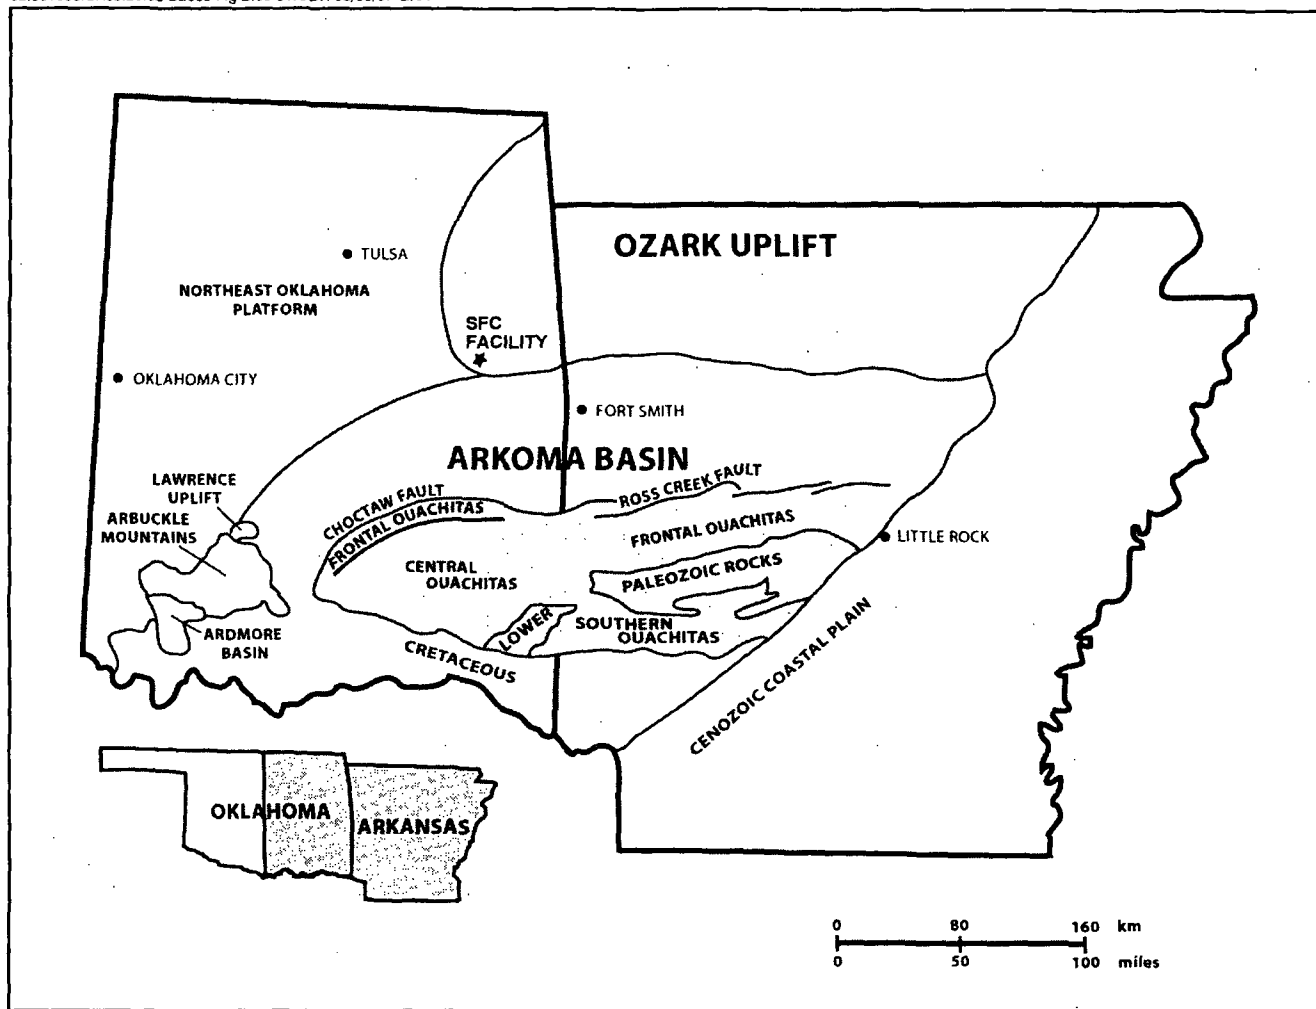 OZARK UPLIFT
TULSA
NORTHEAST OKLAHOMA
PLATFORM
SFC
FACILITY
OKLAHOMA CITY
FORT SMITH
ARKOMA BASIN
LAWRENCE
UPLIFT
ARBUCKLE
MOUNTAINS
CHOCTAW FAULT
FRONTAL OUACHITAS
ROSS CREEK FAULT
FRONTAL OUACHITAS
LITTLE ROCK
CENTRAL
OUACHITAS
PALEOZOIC ROCKS
LOWER
SOUTHERN
OUACHITAS
ARDMORE
BASIN
CRETACEOUS
CENOZOIC COASTAL PLAIN
OKLAHOMA
ARKANSAS
0 80 160 km
0 50 100 miles